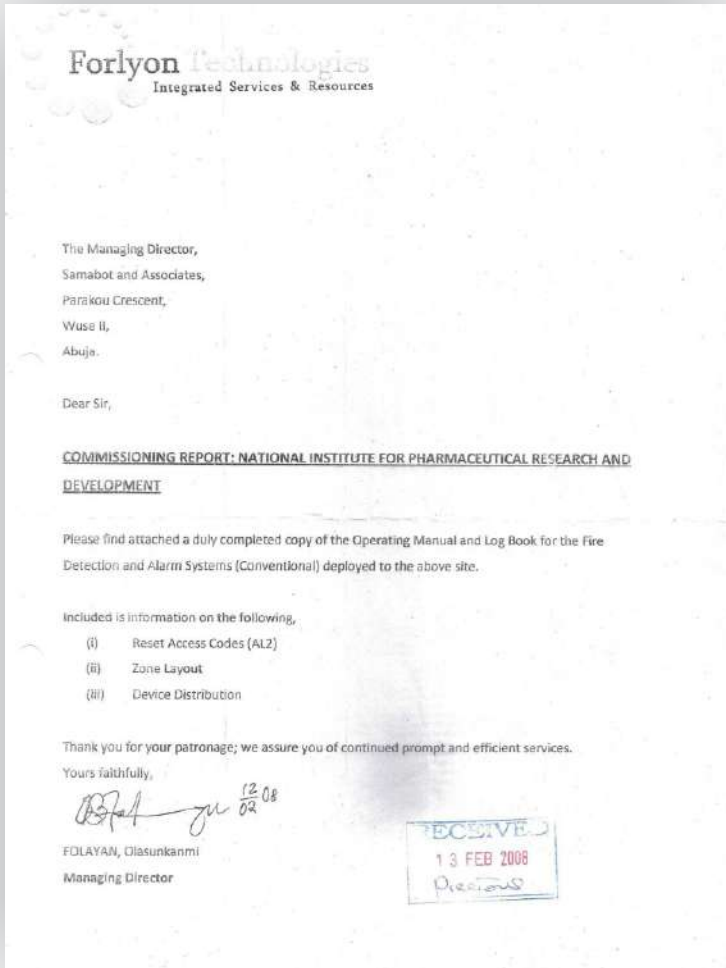 Forlyon Technologies
Integrated Services & Resources
The Managing Director,
Samabot and Associates,
Parakou Crescent,
Wuse II,
Abuja.
Dear Sir,
COMMISSIONING REPORT: NATIONAL INSTITUTE FOR PHARMACEUTICAL RESEARCH AND
DEVELOPMENT
Please find attached a duly completed copy of the Operating Manual and Log Book for the Fire
Detection and Alarm Systems (Conventional) deployed to the above site.
Included is information on the following,
(i) Reset Access Codes (AL2)
(ii) Zone Layout
(iii) Device Distribution
Thank you for your patronage; we assure you of continued prompt and efficient services.
Yours faithfully,
12/02 08
FOLAYAN, Olasunkanmi
Managing Director
RECEIVED
13 FEB 2008
Precious